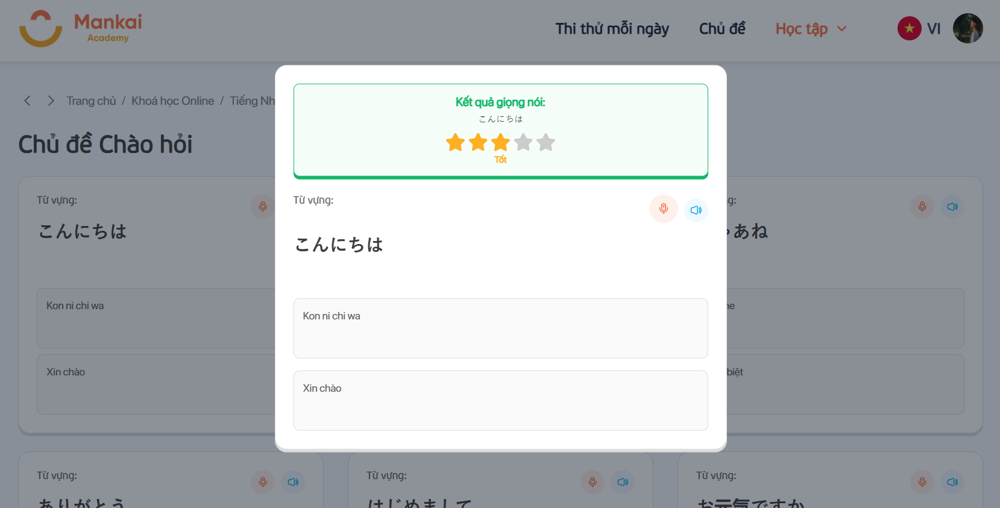 Mankai
Academy
Thi thử mỗi ngày
Chủ đề
Học tập
VI
Trang chủ / Khoá học Online / Tiếng Nh
Chủ đề Chào hỏi
Kết quả giọng nói:
こんにちは
Tốt
Từ vựng:
こんにちは
Kon ni chi wa
Xin chào
Từ vựng:
こんにちは
Kon ni chi wa
Xin chào
g:
あね
ne
biệt
Từ vựng:
ありがとう
Từ vựng:
はじめまして
Từ vựng:
お元気ですか